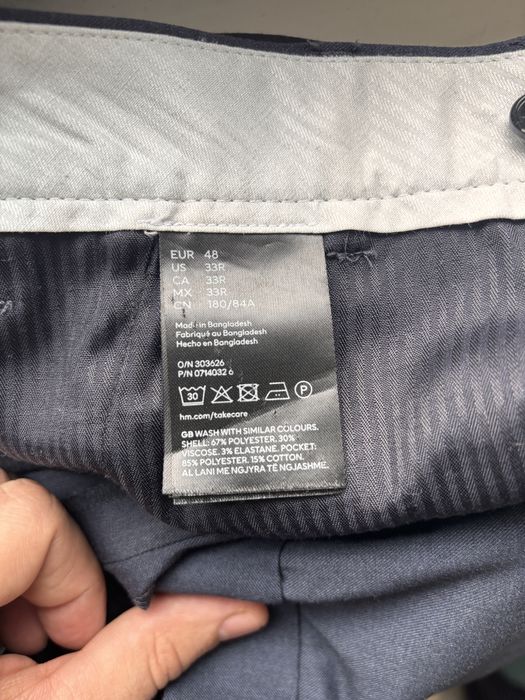 EUR 48
US 33R
CA 33R
MX 33R
CN 180/84A
Made in Bangladesh
Fabriqué au Bangladesh
Hecho en Bangladesh
O/N 303626
P/N 0714032 6
30 P
hm.com/takecare
GB WASH WITH SIMILAR COLOURS.
SHELL: 67% POLYESTER. 30%
VISCOSE. 3% ELASTANE. POCKET:
85% POLYESTER. 15% COTTON.
AL LANI ME NGJYRA TË NGJASHME.